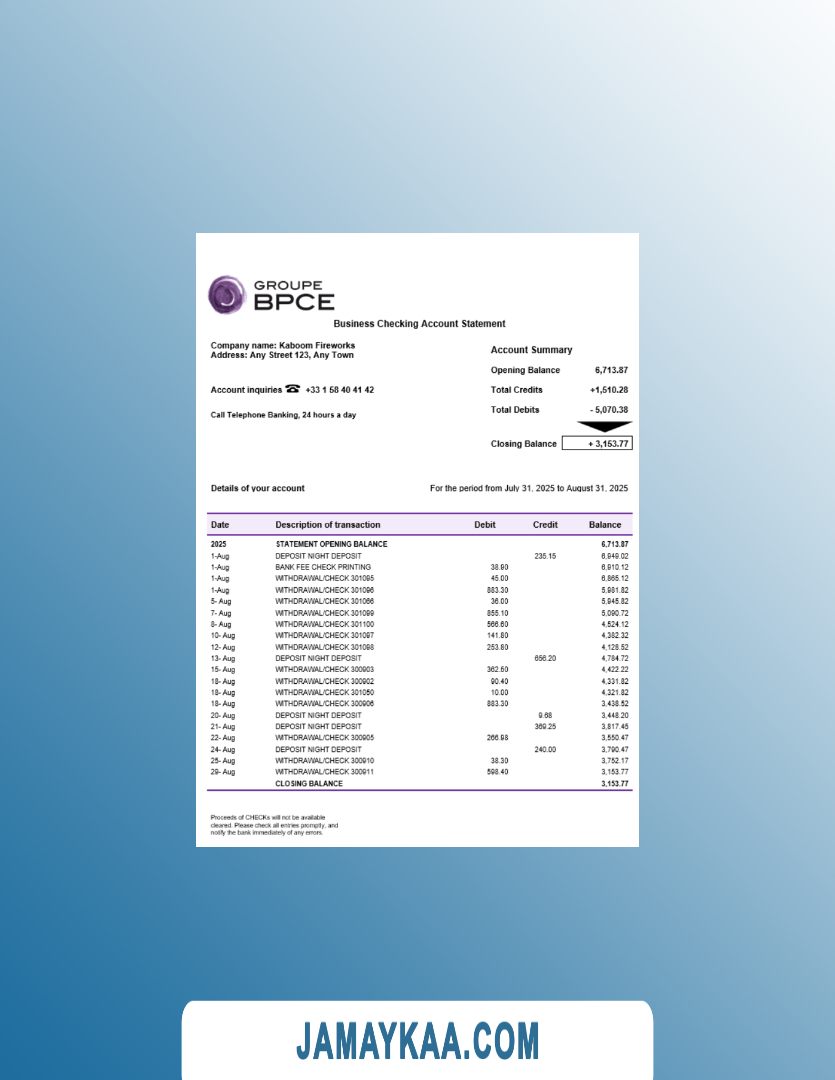 GROUPE
BPCE
Business Checking Account Statement
Company name: Kaboom Fireworks
Address: Any Street 123, Any Town
Account inquiries ☎ +33 1 58 40 41 42
Call Telephone Banking, 24 hours a day
Account Summary
Opening Balance 6,713.87
Total Credits +1,510.28
Total Debits - 5,070.38
Closing Balance + 3,153.77
Details of your account For the period from July 31, 2025 to August 31, 2025
Date Description of transaction Debit Credit Balance
2025 STATEMENT OPENING BALANCE 6,713.87
1-Aug DEPOSIT NIGHT DEPOSIT 235.15 6,949.02
1-Aug BANK FEE CHECK PRINTING 38.90 6,910.12
1-Aug WITHDRAWAL/CHECK 301095 45.00 6,865.12
1-Aug WITHDRAWAL/CHECK 301096 883.30 5,981.82
5- Aug WITHDRAWAL/CHECK 301066 36.00 5,945.82
7- Aug WITHDRAWAL/CHECK 301099 855.10 5,090.72
8- Aug WITHDRAWAL/CHECK 301100 566.60 4,524.12
10- Aug WITHDRAWAL/CHECK 301097 141.80 4,382.32
12- Aug WITHDRAWAL/CHECK 301098 253.80 4,128.52
13- Aug DEPOSIT NIGHT DEPOSIT 656.20 4,784.72
15- Aug WITHDRAWAL/CHECK 300903 362.50 4,422.22
18- Aug WITHDRAWAL/CHECK 300902 90.40 4,331.82
18- Aug WITHDRAWAL/CHECK 301050 10.00 4,321.82
18- Aug WITHDRAWAL/CHECK 300906 883.30 3,438.52
20- Aug DEPOSIT NIGHT DEPOSIT 9.68 3,448.20
21- Aug DEPOSIT NIGHT DEPOSIT 369.25 3,817.45
22- Aug WITHDRAWAL/CHECK 300905 266.98 3,550.47
24- Aug DEPOSIT NIGHT DEPOSIT 240.00 3,790.47
25- Aug WITHDRAWAL/CHECK 300910 38.30 3,752.17
29- Aug WITHDRAWAL/CHECK 300911 598.40 3,153.77
CLOSING BALANCE 3,153.77
Proceeds of CHECKs will not be available
cleared. Please check all entries promptly, and
notify the bank immediately of any errors.
JAMAYKAA.COM